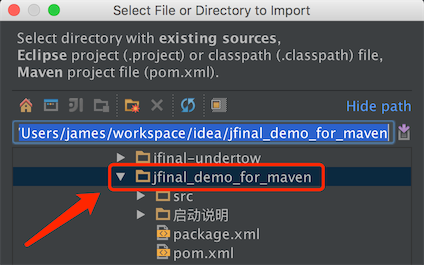 Select File or Directory to Import
Select directory with existing sources,
Eclipse project (.project) or classpath (.classpath) file,
Maven project file (pom.xml).
Hide path
Users/james/workspace/idea/jfinal_demo_for_maven
jfinal-undertow
jfinal_demo_for_maven
src
启动说明
package.xml
pom.xml